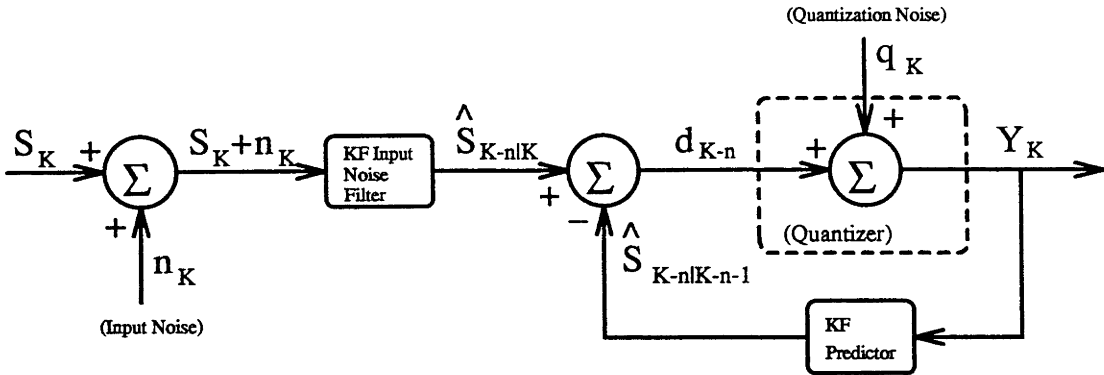 (Quantization Noise)
q K
S K
+
Σ
+
S K +n K
KF Input
Noise
Filter
^
S K-n|K
+
Σ
−
d K-n
+
+
Σ
(Quantizer)
Y K
n K
(Input Noise)
^
S K-n|K-n-1
KF
Predictor